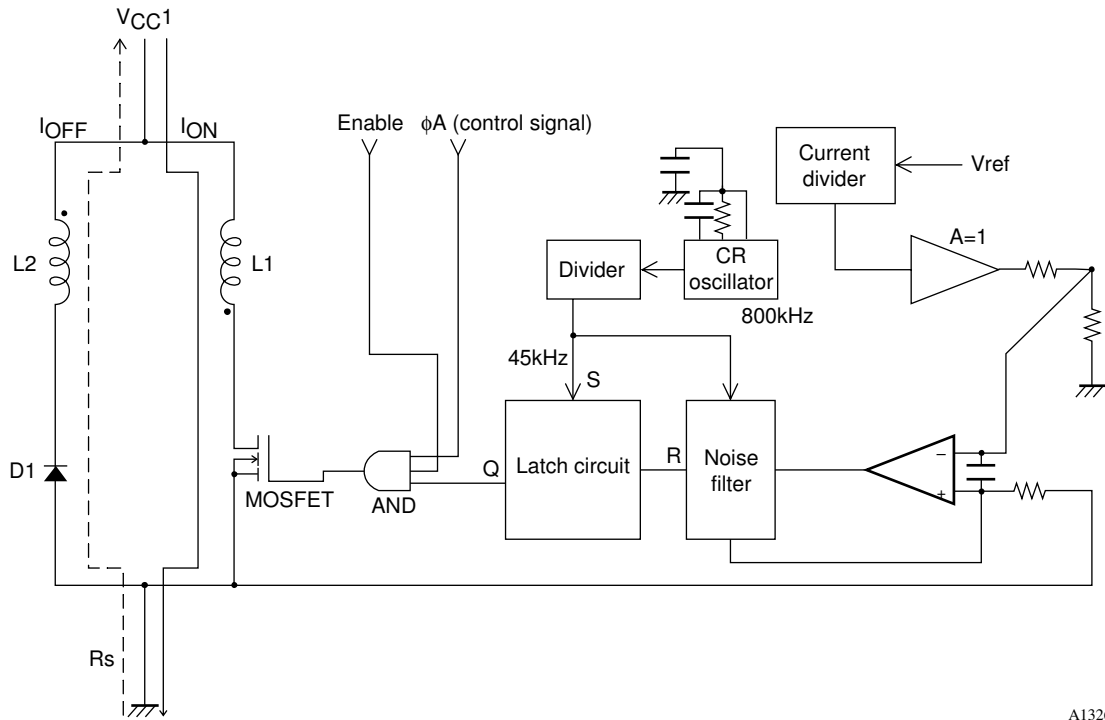 VCC1
IOFF
ION
Enable
ϕA (control signal)
Current
divider
Vref
A=1
L2
L1
Divider
CR
oscillator
800kHz
45kHz
S
D1
MOSFET
AND
Q
Latch circuit
R
Noise
filter
−
+
Rs